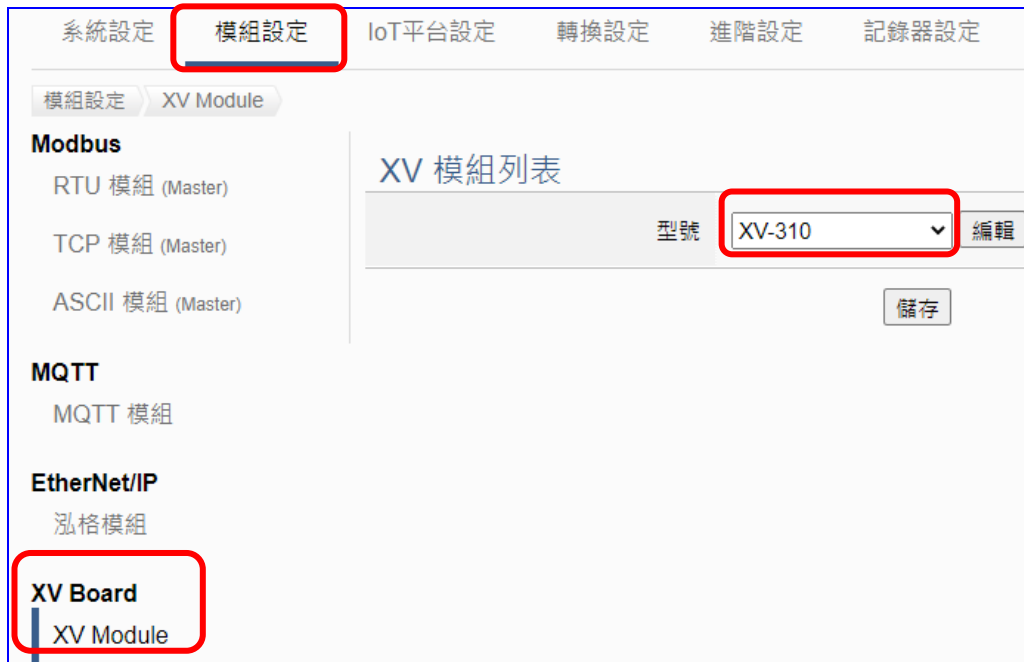 系統設定 模組設定 IoT平台設定 轉換設定 進階設定 記錄器設定
模組設定 XV Module
Modbus
RTU 模組 (Master)
TCP 模組 (Master)
ASCII 模組 (Master)
MQTT
MQTT 模組
EtherNet/IP
泓格模組
XV Board
XV Module
XV 模組列表
型號 XV-310 編輯
儲存